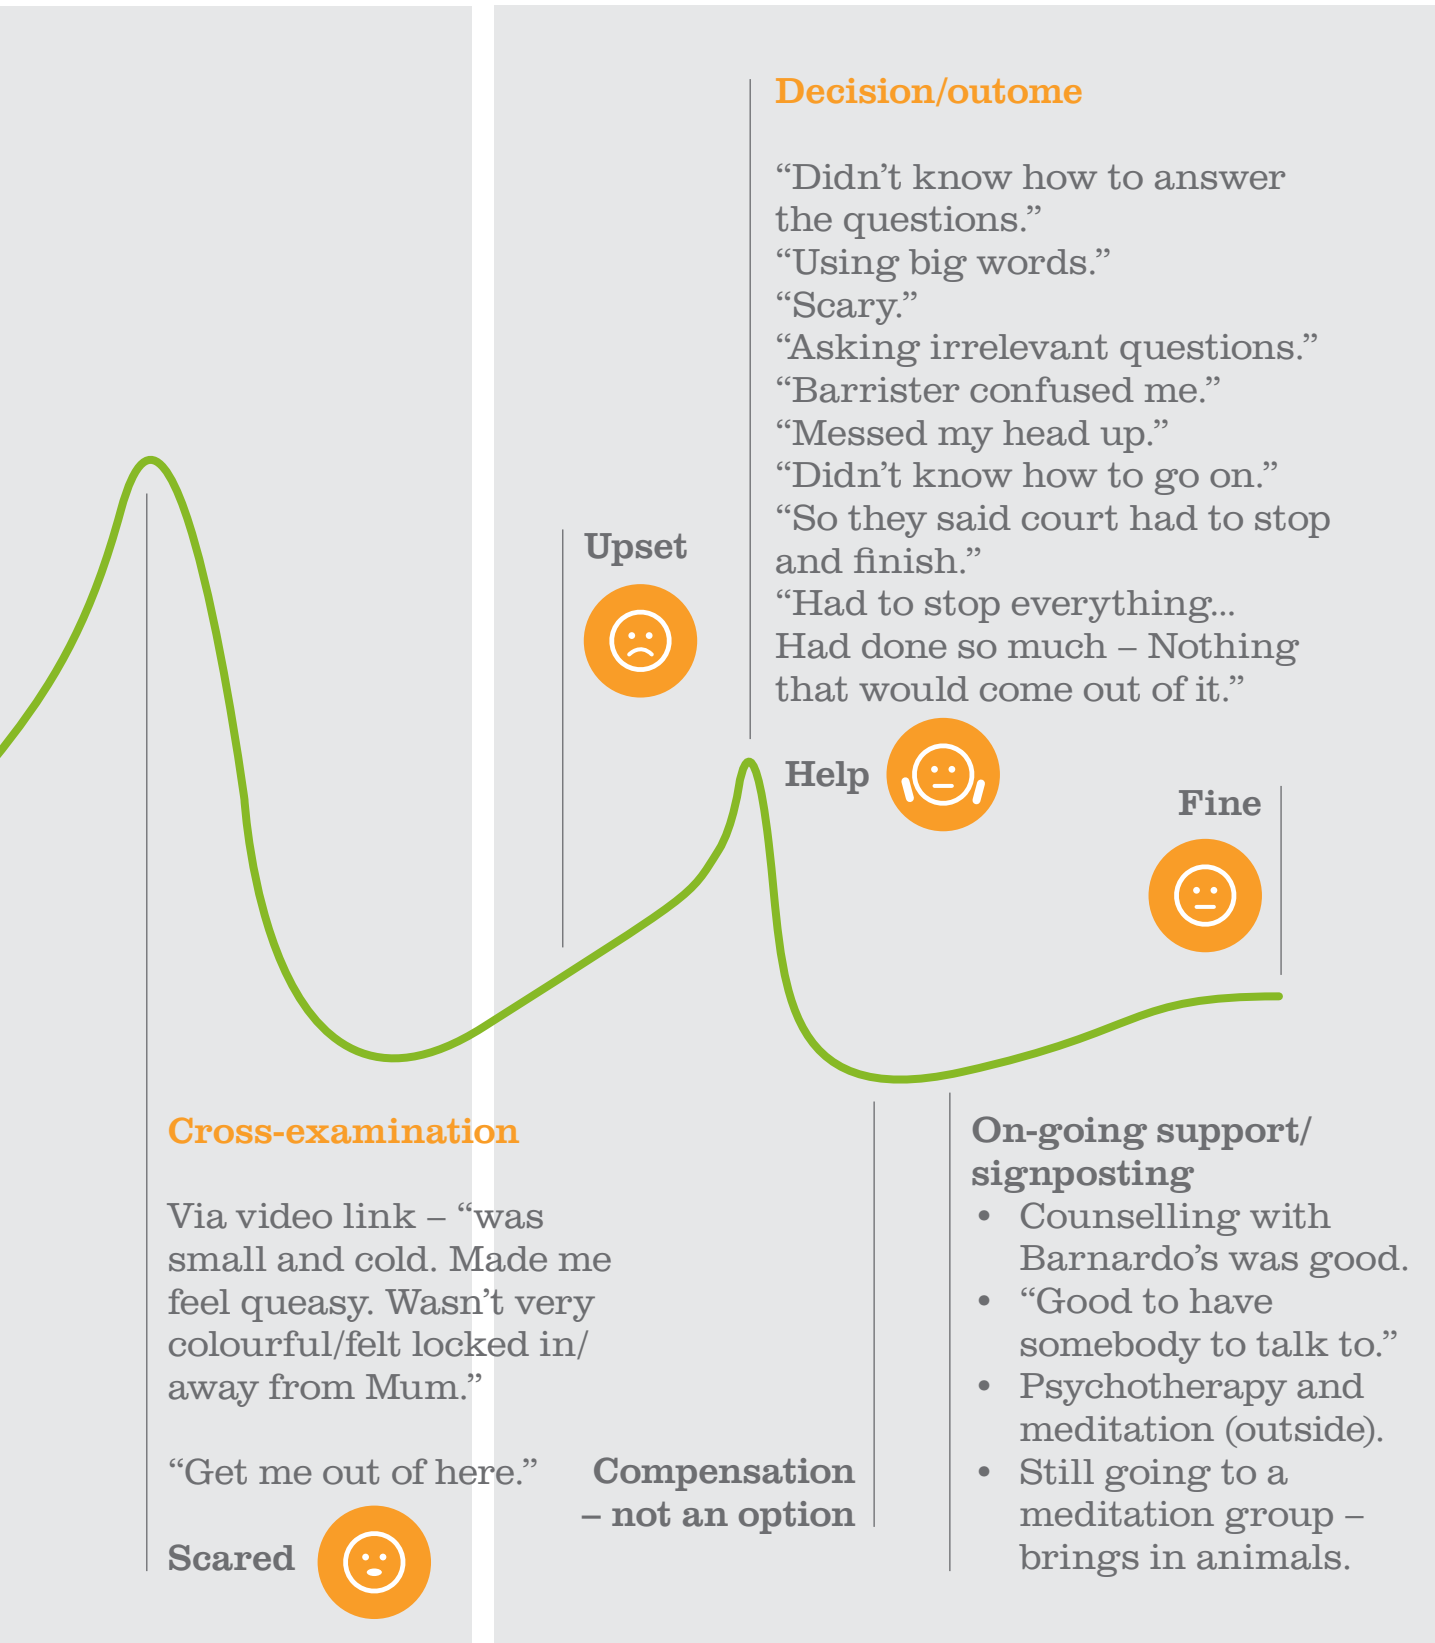 Decision/outome
“Didn’t know how to answer
the questions.”
“Using big words.”
“Scary.”
“Asking irrelevant questions.”
“Barrister confused me.”
“Messed my head up.”
“Didn’t know how to go on.”
“So they said court had to stop
and finish.”
“Had to stop everything...
Had done so much – Nothing
that would come out of it.”
Upset
Help
Fine
Cross-examination
Via video link – “was
small and cold. Made me
feel queasy. Wasn’t very
colourful/felt locked in/
away from Mum.”
“Get me out of here.”
Scared
Compensation
– not an option
On-going support/
signposting
• Counselling with
Barnardo’s was good.
• “Good to have
somebody to talk to.”
• Psychotherapy and
meditation (outside).
• Still going to a
meditation group –
brings in animals.